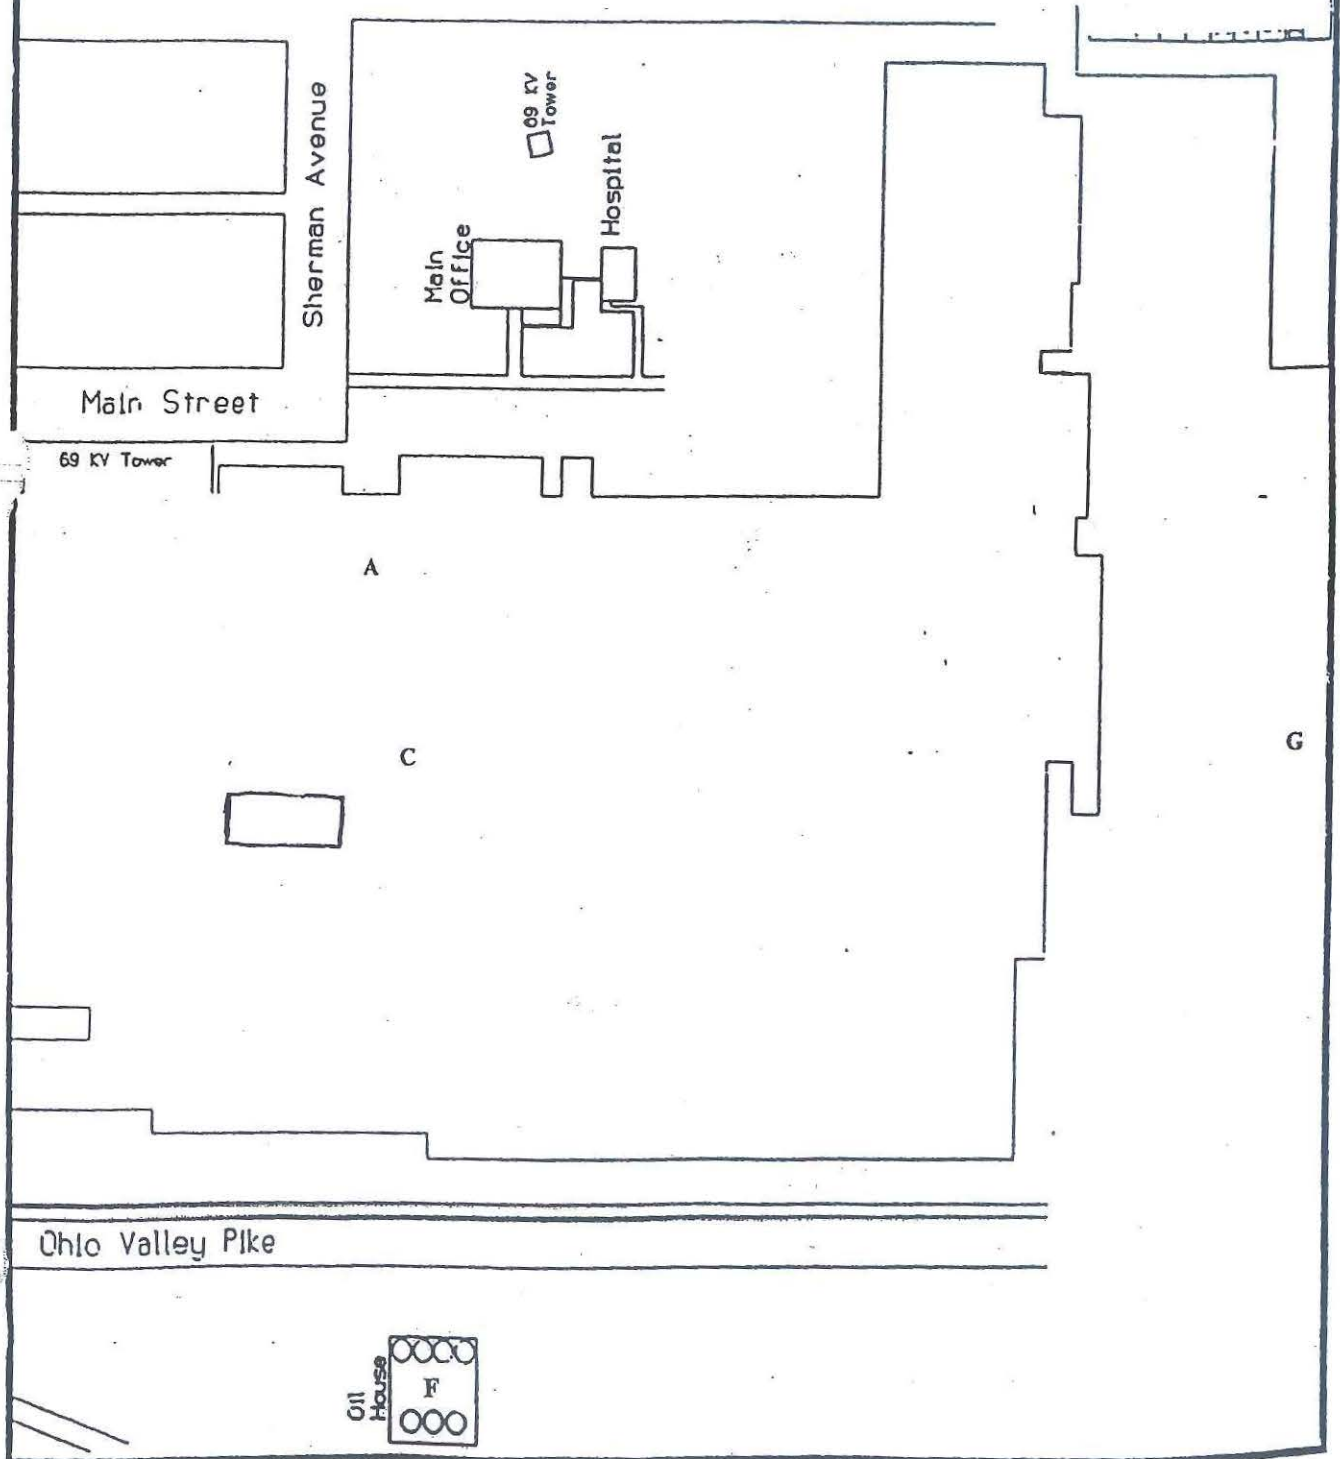 69 KV
Tower
Sherman Avenue
Hospital
Main
Office
Main Street
69 KV Tower
A
C
G
Ohio Valley Pike
Oil
House
F